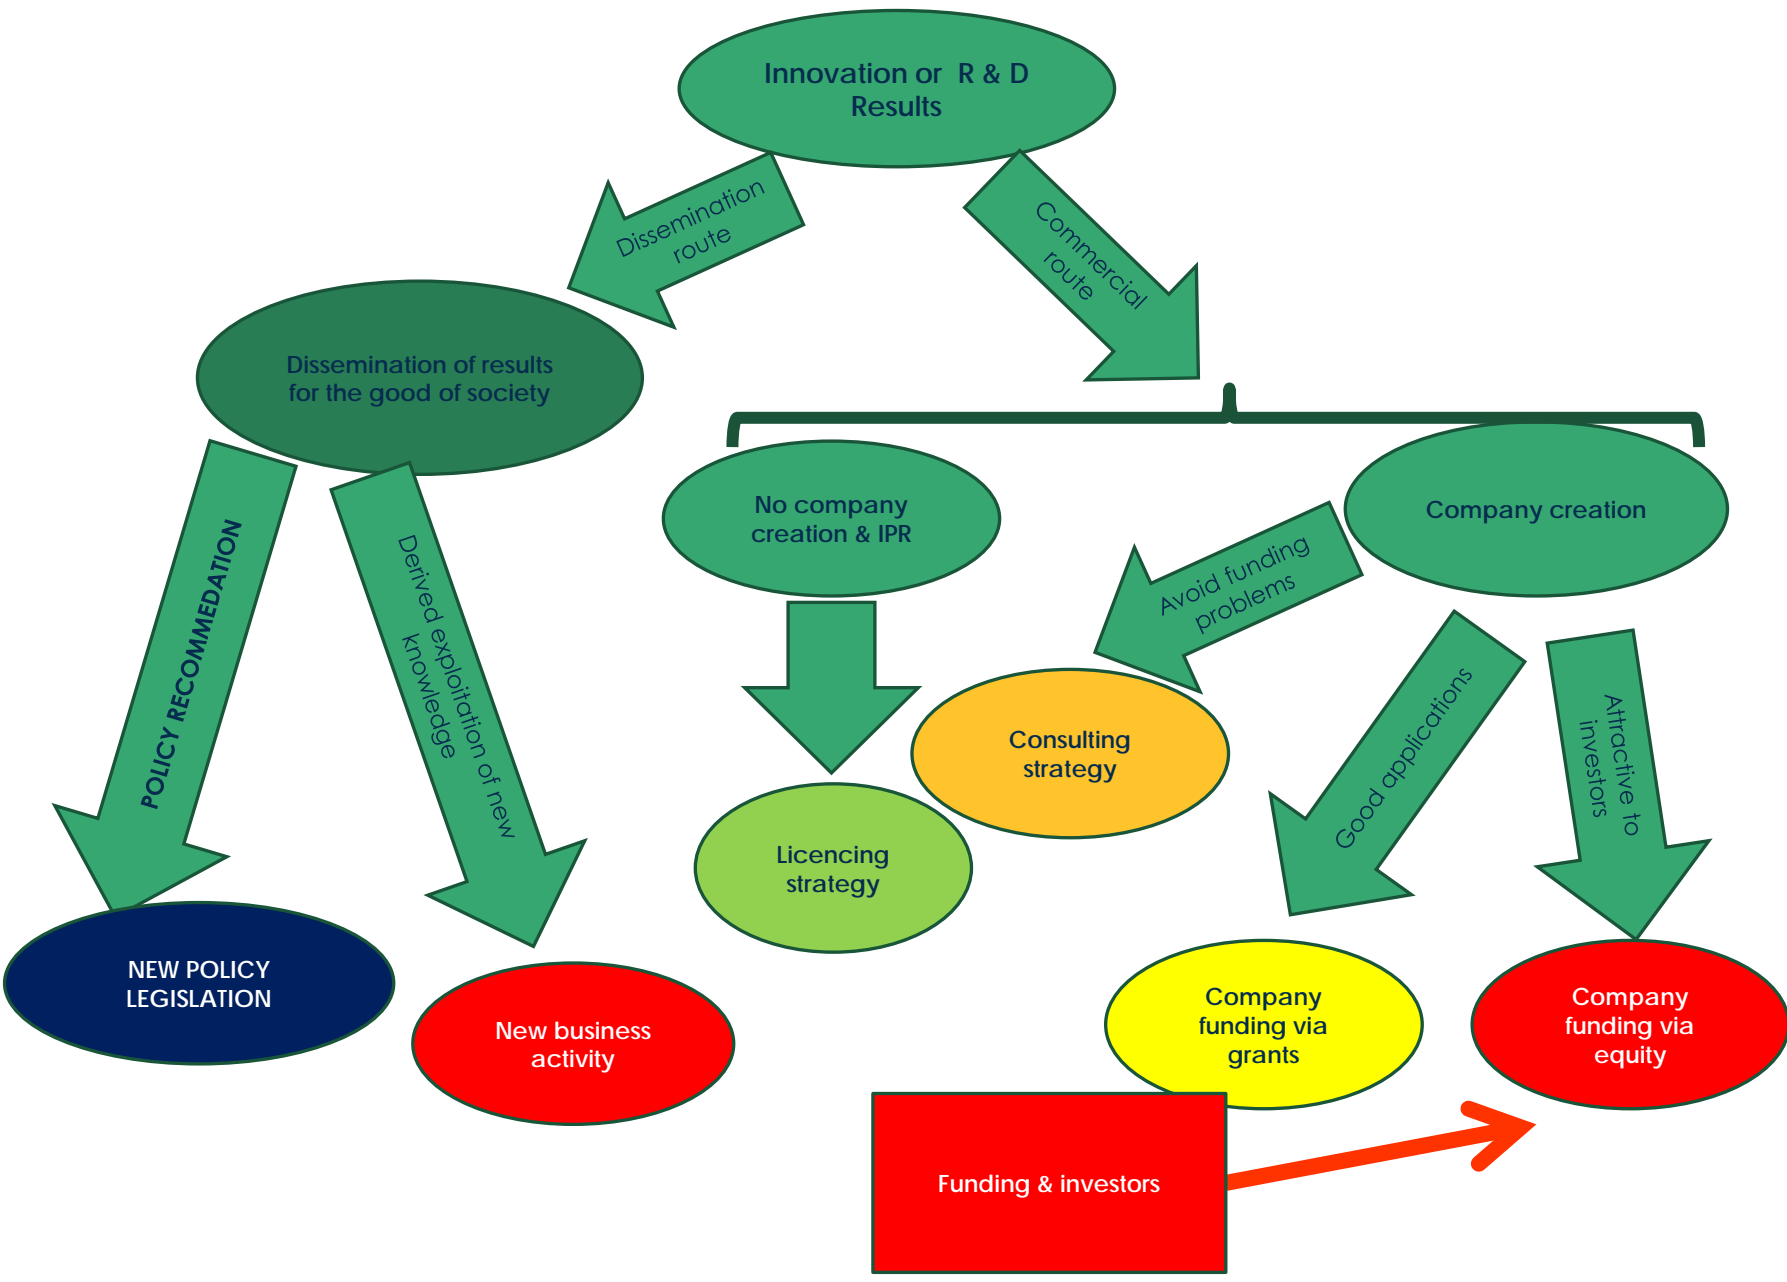 Innovation or R & D
Results
Dissemination
route
Commercial
route
Dissemination of results
for the good of society
No company
creation & IPR
Company creation
POLICY RECOMMEDATION
Derived exploitation of new
knowledge
Avoid funding
problems
Good applications
Attractive to
investors
Consulting
strategy
Licencing
strategy
NEW POLICY
LEGISLATION
New business
activity
Company
funding via
grants
Company
funding via
equity
Funding & investors